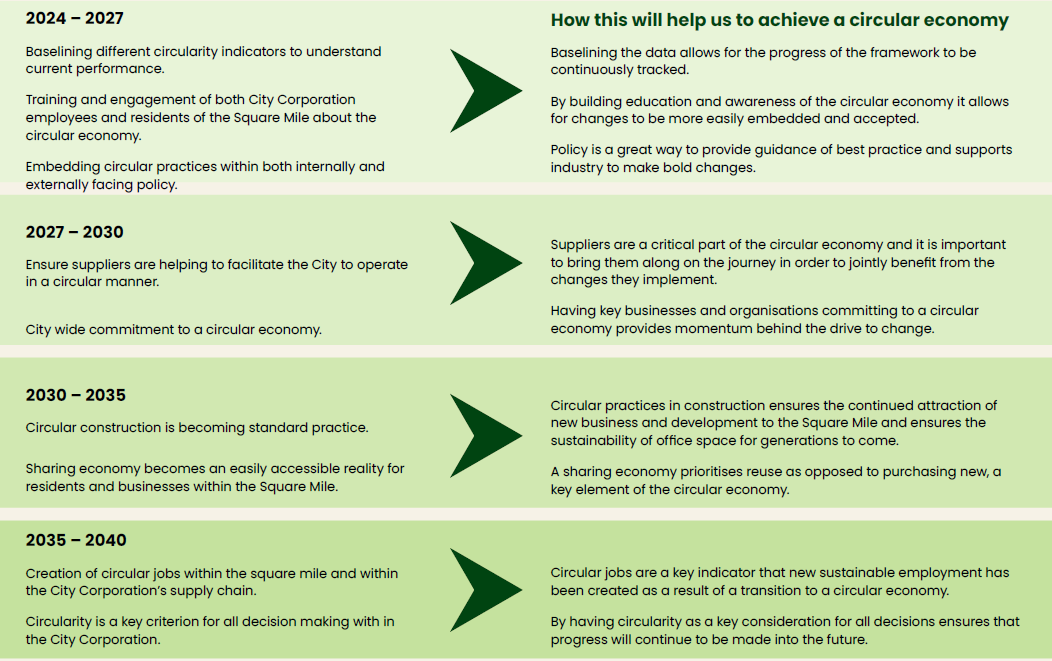 2024 – 2027
Baselining different circularity indicators to understand
current performance.
Training and engagement of both City Corporation
employees and residents of the Square Mile about the
circular economy.
Embedding circular practices within both internally and
externally facing policy.
How this will help us to achieve a circular economy
Baselining the data allows for the progress of the framework to be
continuously tracked.
By building education and awareness of the circular economy it allows
for changes to be more easily embedded and accepted.
Policy is a great way to provide guidance of best practice and supports
industry to make bold changes.
2027 – 2030
Ensure suppliers are helping to facilitate the City to operate
in a circular manner.
City wide commitment to a circular economy.
Suppliers are a critical part of the circular economy and it is important
to bring them along on the journey in order to jointly benefit from the
changes they implement.
Having key businesses and organisations committing to a circular
economy provides momentum behind the drive to change.
2030 – 2035
Circular construction is becoming standard practice.
Sharing economy becomes an easily accessible reality for
residents and businesses within the Square Mile.
Circular practices in construction ensures the continued attraction of
new business and development to the Square Mile and ensures the
sustainability of office space for generations to come.
A sharing economy prioritises reuse as opposed to purchasing new, a
key element of the circular economy.
2035 – 2040
Creation of circular jobs within the square mile and within
the City Corporation's supply chain.
Circularity is a key criterion for all decision making with in
the City Corporation.
Circular jobs are a key indicator that new sustainable employment has
been created as a result of a transition to a circular economy.
By having circularity as a key consideration for all decisions ensures that
progress will continue to be made into the future.